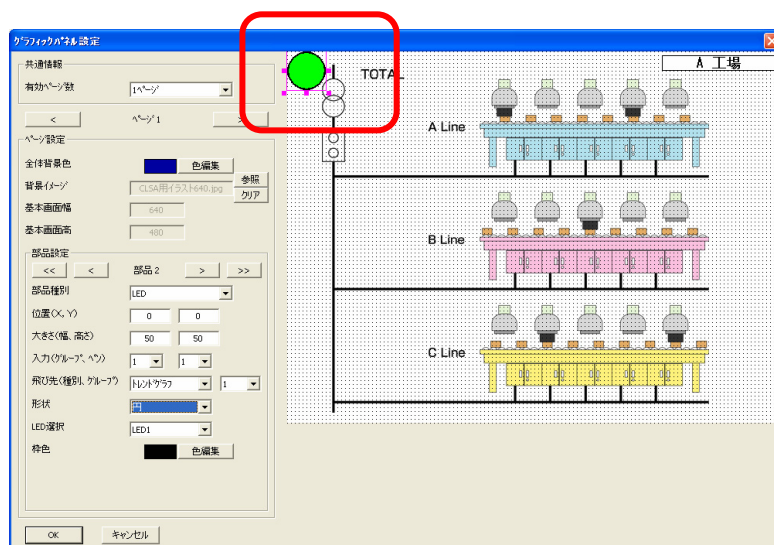 グラフィックパネル設定
共通情報
有効ページ数 1ページ
< ページ 1 >
ページ設定
全体背景色 色編集
背景イメージ CLSA用イラスト640.jpg 参照
クリア
基本画面幅 640
基本画面高 480
部品設定
<< < 部品 2 > >>
部品種別 LED
位置(X, Y) 0 0
大きさ(幅、高さ) 50 50
入力(グループ、ペン) 1 1
飛び先(種別、グループ) トレンドグラフ 1
形状 円
LED選択 LED1
枠色 色編集
OK キャンセル
TOTAL
A 工場
A Line
B Line
C Line